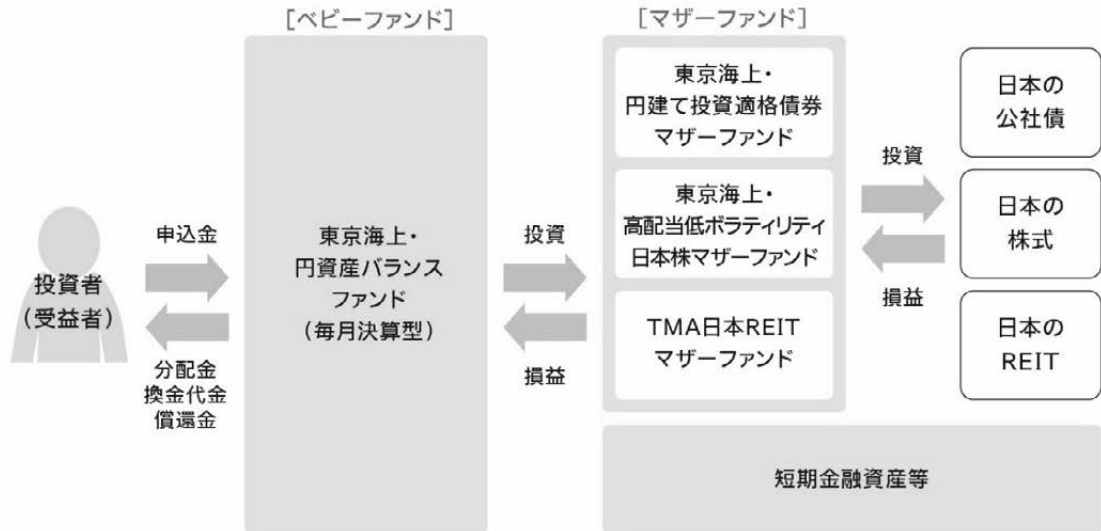 [ベビーファンド]
[マザーファンド]
投資者
（受益者）
申込金
分配金
換金代金
償還金
東京海上・
円資産バランス
ファンド
（毎月決算型）
投資
損益
東京海上・
円建て投資適格債券
マザーファンド
東京海上・
高配当低ボラティリティ
日本株マザーファンド
TMA日本REIT
マザーファンド
投資
損益
日本の
公社債
日本の
株式
日本の
REIT
短期金融資産等